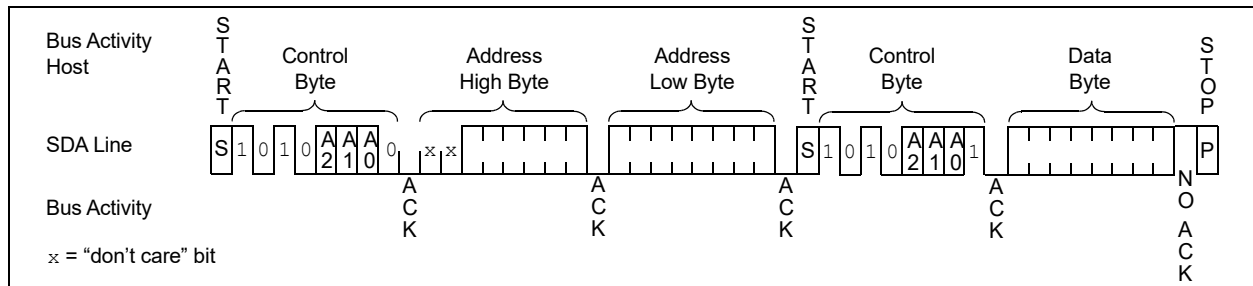 Bus Activity
Host
START
Control
Byte
Address
High Byte
Address
Low Byte
START
Control
Byte
Data
Byte
STOP
SDA Line
S 1 0 1 0 A2 A1 A0 0 x x S 1 0 1 0 A2 A1 A0 1 P
Bus Activity
ACK
ACK
ACK
ACK
NO ACK
x = “don’t care” bit